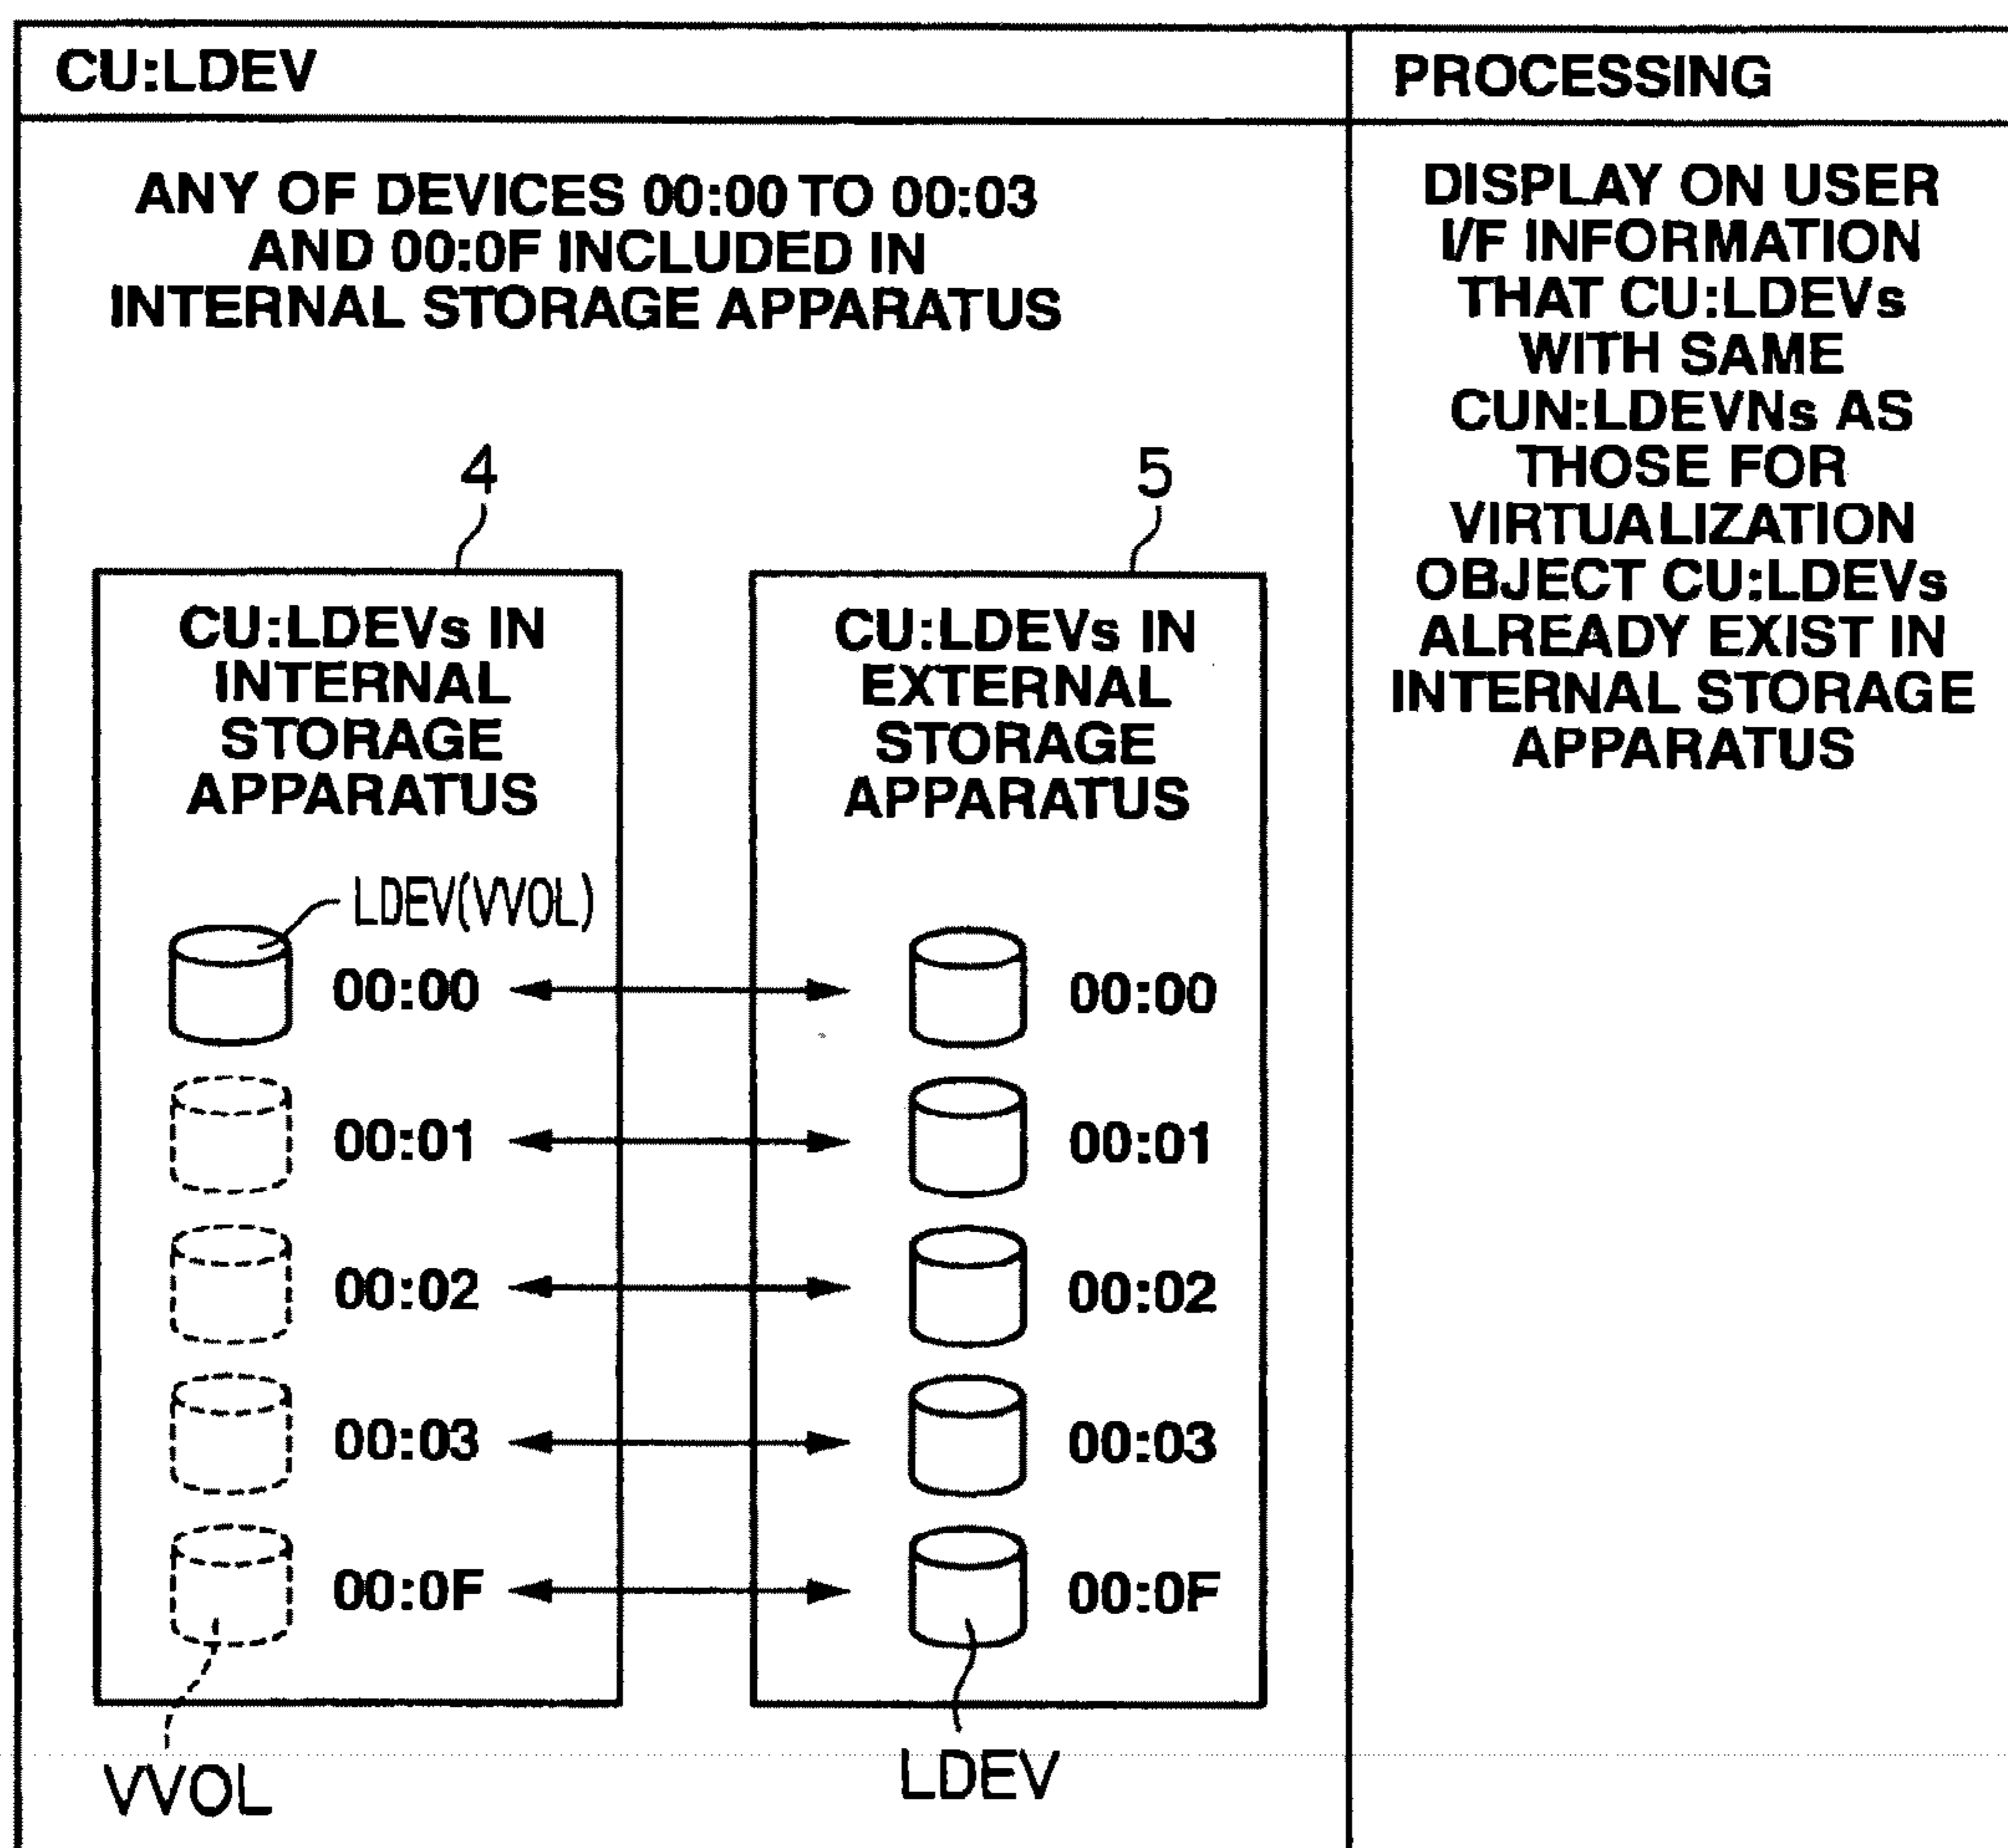 CU:LDEV
PROCESSING
ANY OF DEVICES 00:00 TO 00:03
AND 00:0F INCLUDED IN
INTERNAL STORAGE APPARATUS
4
5
CU:LDEVs IN
INTERNAL
STORAGE
APPARATUS
LDEV(VVOL)
00:00
00:01
00:02
00:03
00:0F
VVOL
CU:LDEVs IN
EXTERNAL
STORAGE
APPARATUS
00:00
00:01
00:02
00:03
00:0F
LDEV
DISPLAY ON USER
I/F INFORMATION
THAT CU:LDEVs
WITH SAME
CUN:LDEVNs AS
THOSE FOR
VIRTUALIZATION
OBJECT CU:LDEVs
ALREADY EXIST IN
INTERNAL STORAGE
APPARATUS